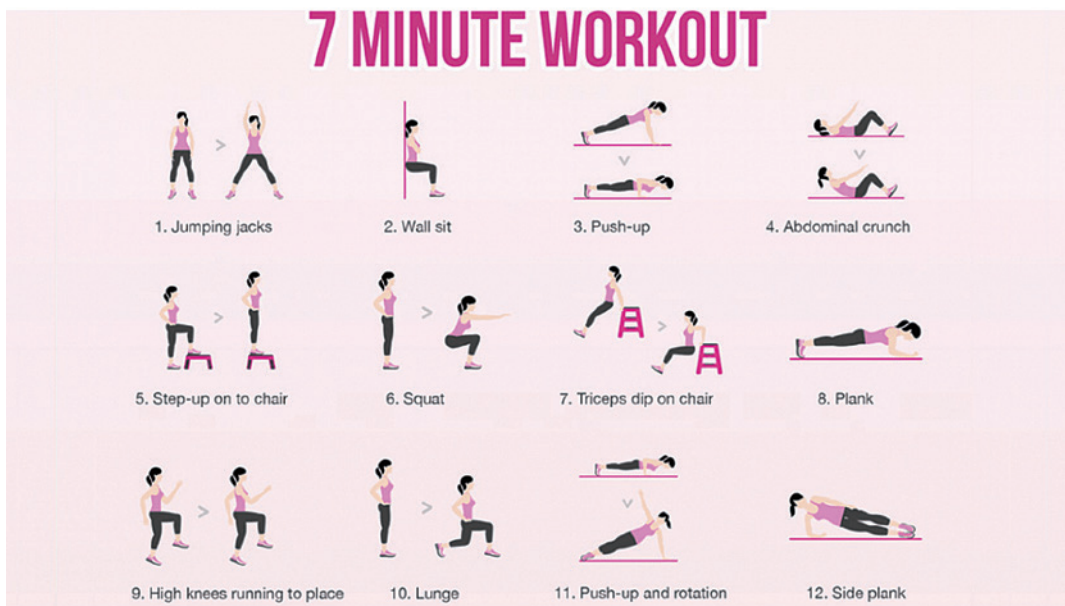 7 MINUTE WORKOUT
1. Jumping jacks
2. Wall sit
3. Push-up
4. Abdominal crunch
5. Step-up on to chair
6. Squat
7. Triceps dip on chair
8. Plank
9. High knees running to place
10. Lunge
11. Push-up and rotation
12. Side plank